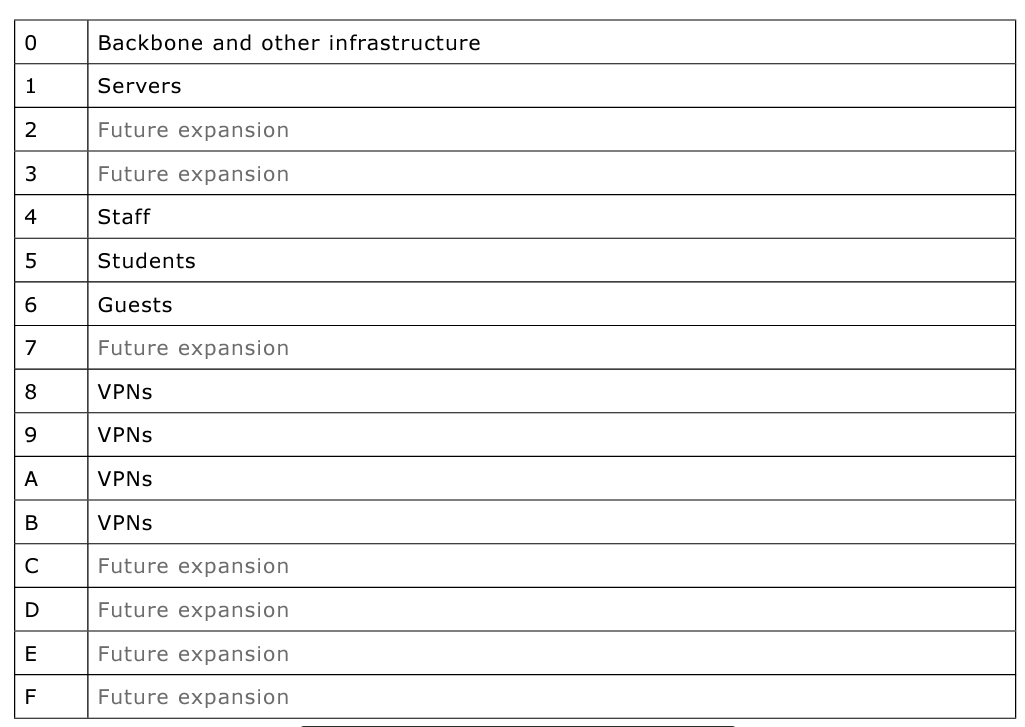 0 Backbone and other infrastructure
1 Servers
2 Future expansion
3 Future expansion
4 Staff
5 Students
6 Guests
7 Future expansion
8 VPNs
9 VPNs
A VPNs
B VPNs
C Future expansion
D Future expansion
E Future expansion
F Future expansion